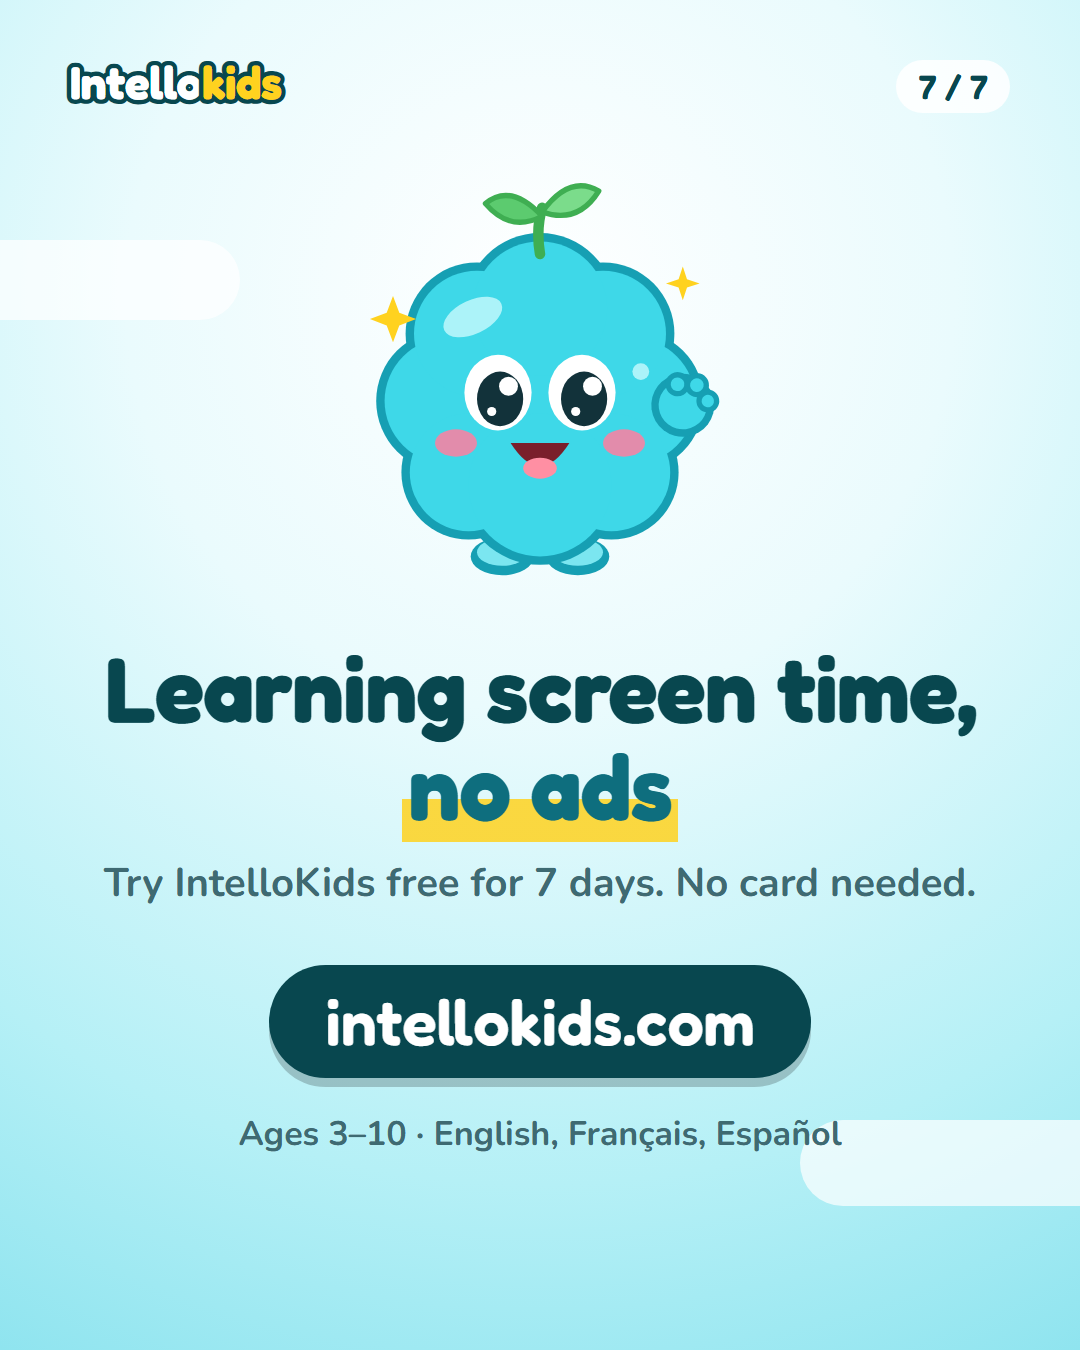 Intellokids
7 / 7
Learning screen time,
no ads
Try IntelloKids free for 7 days. No card needed.
intellokids.com
Ages 3–10 · English, Français, Español